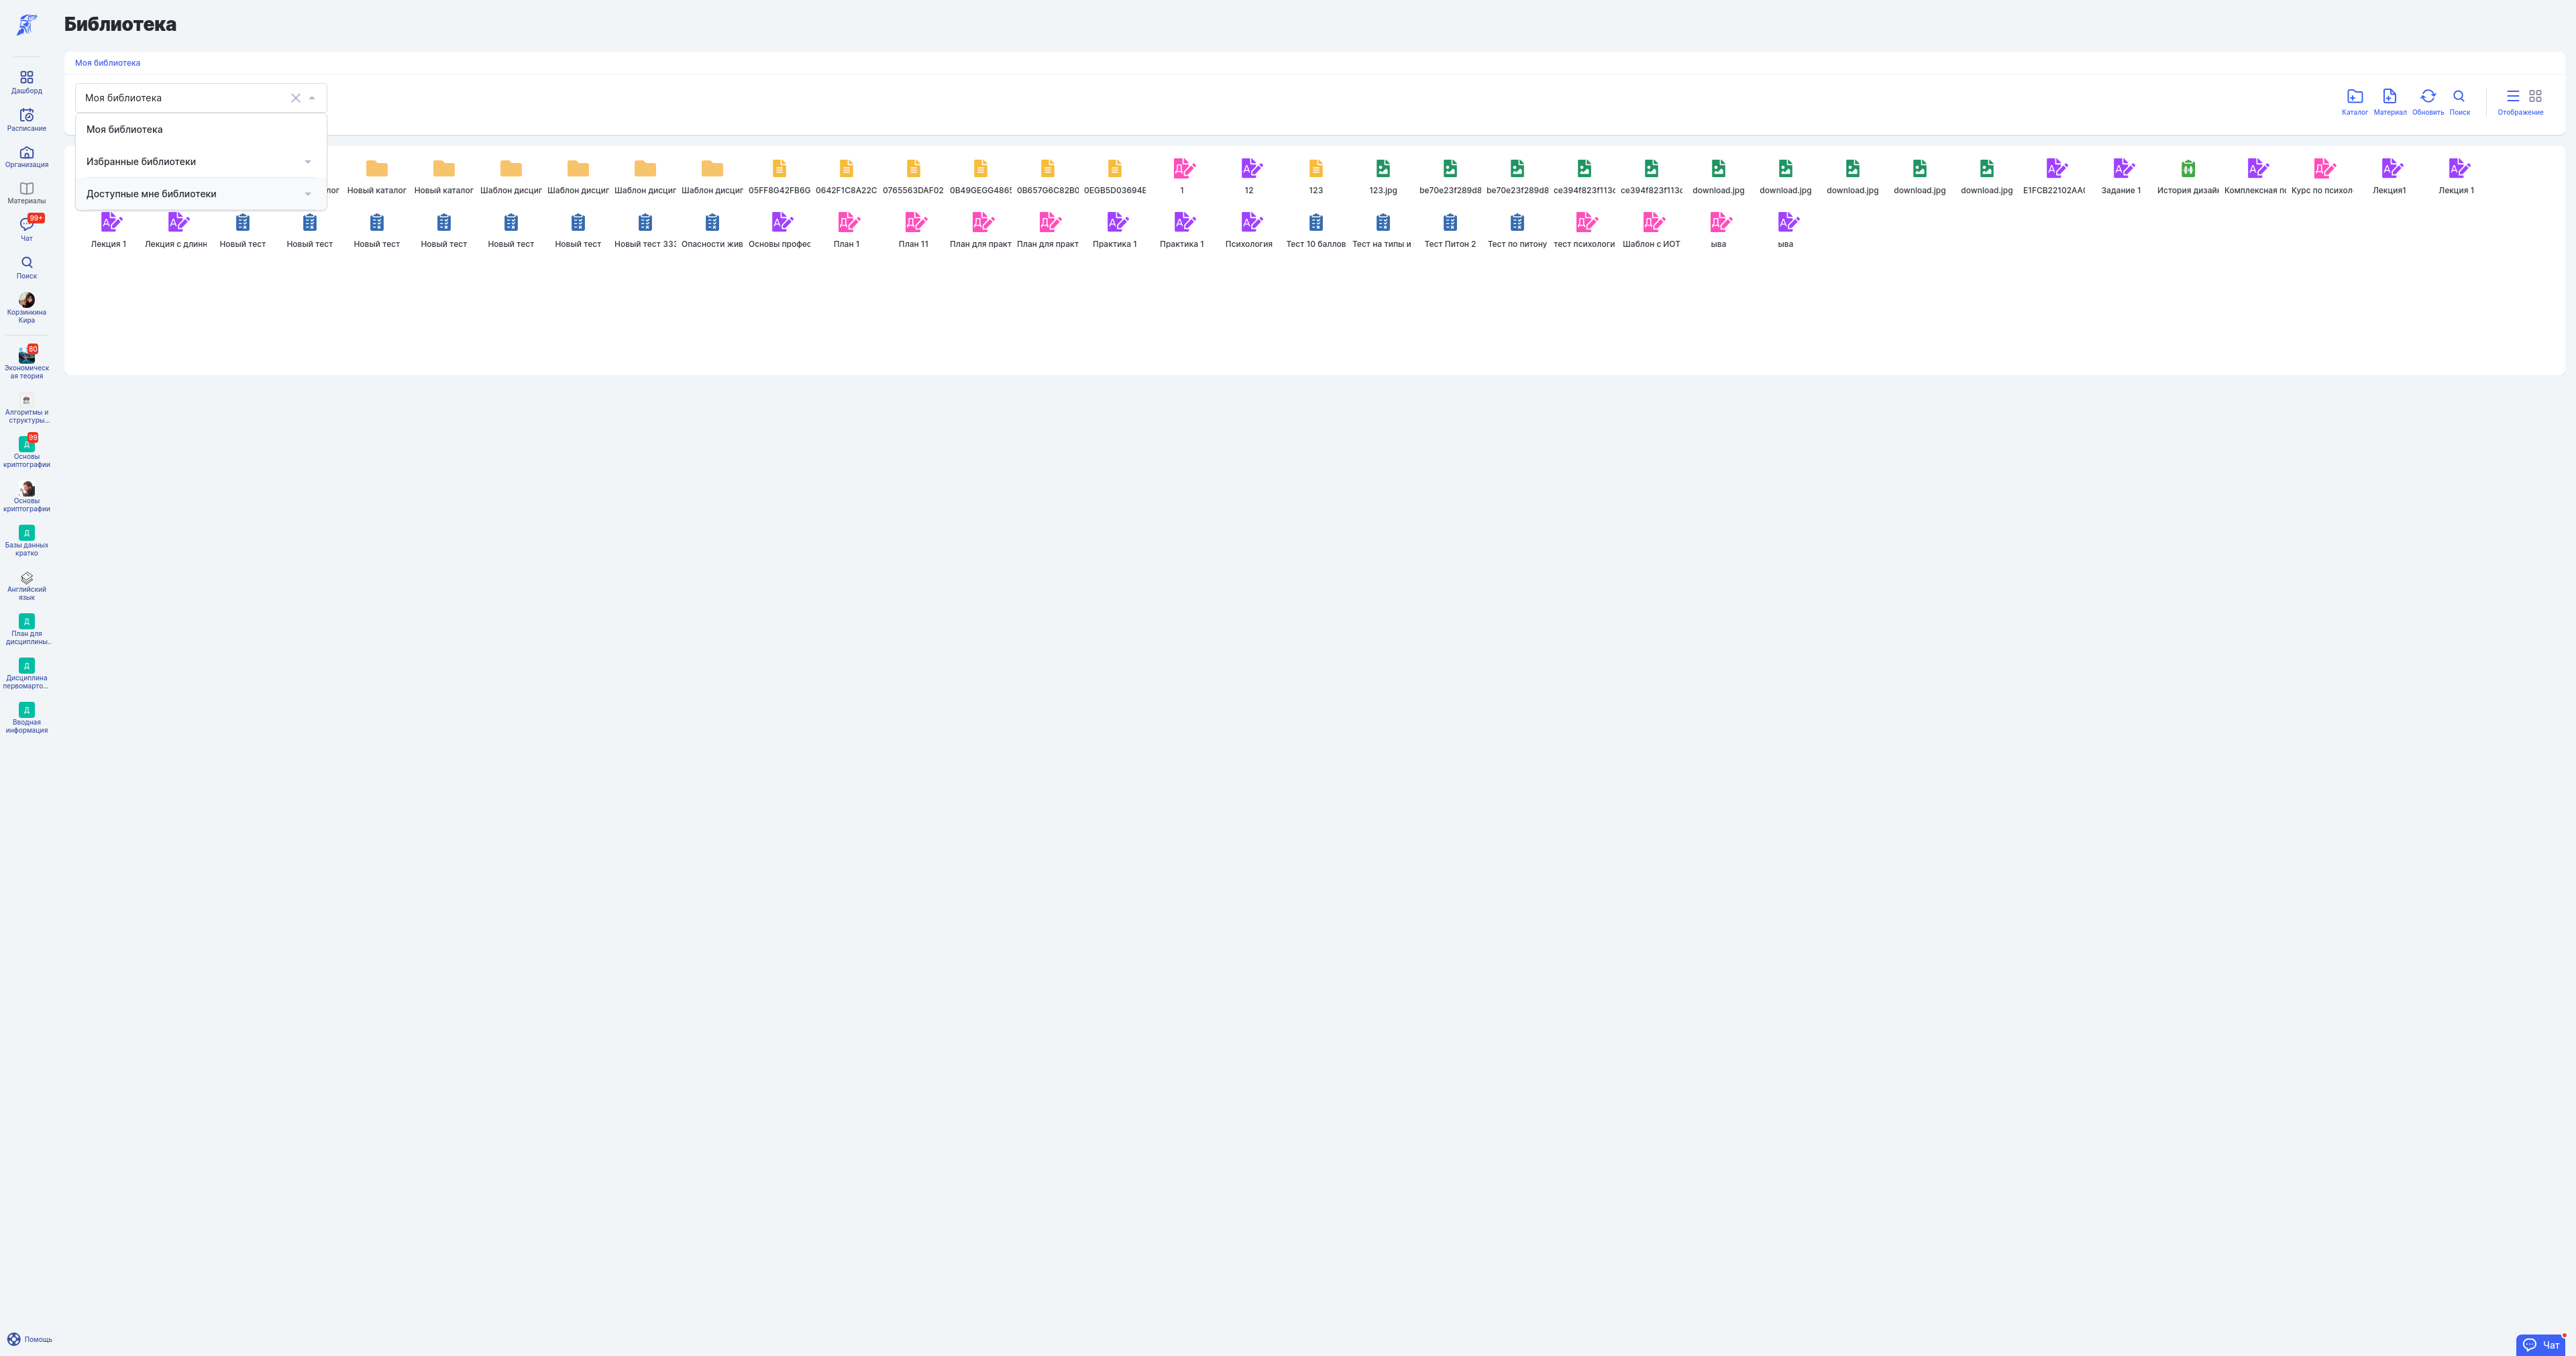 Библиотека
Моя библиотека
Моя библиотека
Моя библиотека
Избранные библиотеки
Доступные мне библиотеки
Каталог Материал Обновить Поиск Отображение
Дашборд
Расписание
Организация
Материалы
99+
Чат
Поиск
Корзинкина
Кира
80
Экономическ
ая теория
Алгоритмы и
структуры...
Д 99
Основы
криптографии
Основы
криптографии
Д
Базы данных
кратко
Английский
язык
Д
План для
дисциплины..
Д
Дисциплина
первомарто...
Д
Вводная
информация
Помощь
лог Новый каталог Новый каталог Шаблон дисцип Шаблон дисцип Шаблон дисцип Шаблон дисцип 05FF8G42FB6G 0642F1C8A22C 0765563DAF02 0B49GEGG486 0B657G6C82B 0EGB5D03694E 1 12 123 123.jpg be70e23f289d8 be70e23f289d8 ce394f823f113c ce394f823f113c download.jpg download.jpg download.jpg download.jpg download.jpg E1FCB22102AA Задание 1 История дизай Комплексная п Курс по психол Лекция1 Лекция 1
Лекция 1 Лекция с длинн Новый тест Новый тест Новый тест Новый тест Новый тест Новый тест Новый тест 333 Опасности жив Основы профес План 1 План 11 План для практ План для практ Практика 1 Практика 1 Психология Тест 10 баллов Тест на типы и Тест Питон 2 Тест по питону тест психологи Шаблон с ИОТ ыва ыва
Чат